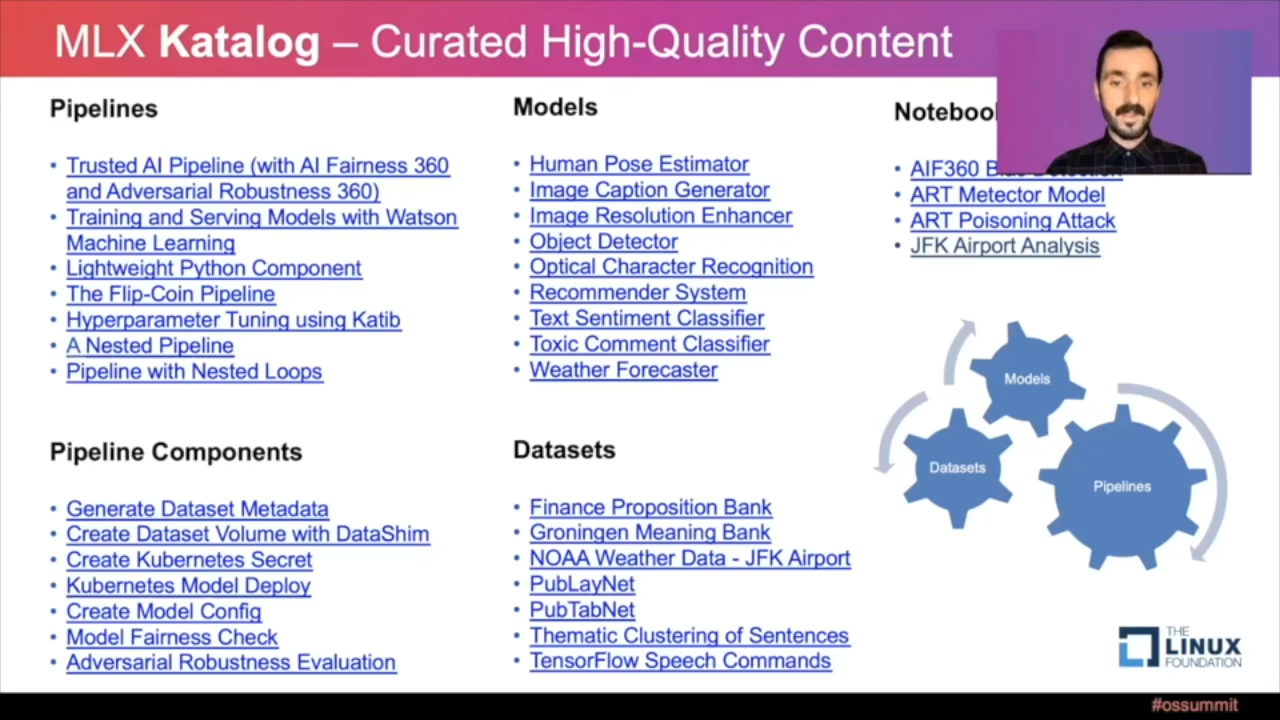 MLX Katalog – Curated High-Quality Content
Pipelines
• Trusted AI Pipeline (with AI Fairness 360
and Adversarial Robustness 360)
• Training and Serving Models with Watson
Machine Learning
• Lightweight Python Component
• The Flip-Coin Pipeline
• Hyperparameter Tuning using Katib
• A Nested Pipeline
• Pipeline with Nested Loops
Pipeline Components
• Generate Dataset Metadata
• Create Dataset Volume with DataShim
• Create Kubernetes Secret
• Kubernetes Model Deploy
• Create Model Config
• Model Fairness Check
• Adversarial Robustness Evaluation
Models
• Human Pose Estimator
• Image Caption Generator
• Image Resolution Enhancer
• Object Detector
• Optical Character Recognition
• Recommender System
• Text Sentiment Classifier
• Toxic Comment Classifier
• Weather Forecaster
Datasets
• Finance Proposition Bank
• Groningen Meaning Bank
• NOAA Weather Data - JFK Airport
• PubLayNet
• PubTabNet
• Thematic Clustering of Sentences
• TensorFlow Speech Commands
• AIF360
• ART Metector Model
• ART Poisoning Attack
• JFK Airport Analysis
Models
Datasets
Pipelines
THE
LINUX
FOUNDATION
#ossummit